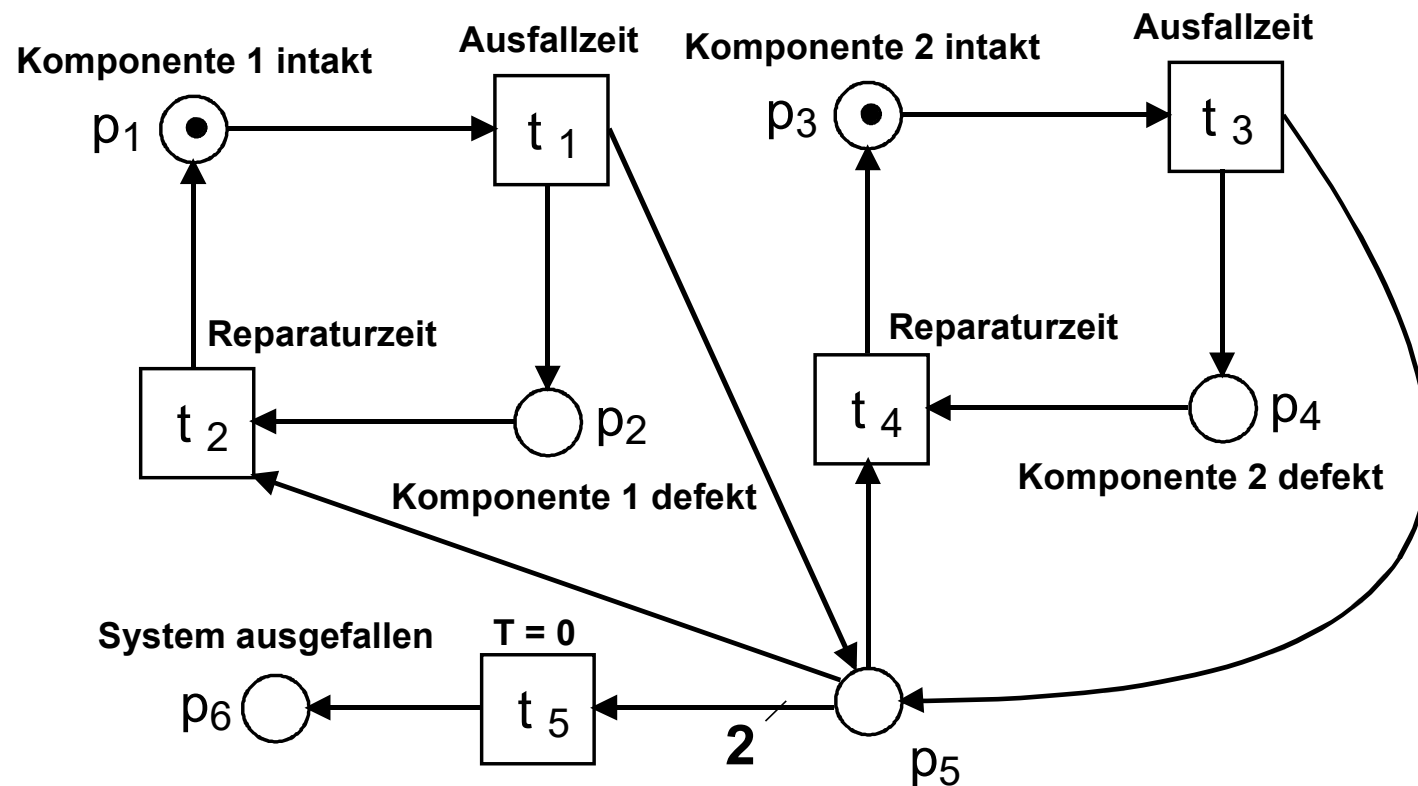 Ausfallzeit
Komponente 1 intakt
p1
t 1
Reparaturzeit
t 2
p2
Komponente 1 defekt
Ausfallzeit
Komponente 2 intakt
p3
t 3
Reparaturzeit
t 4
p4
Komponente 2 defekt
System ausgefallen
T = 0
p6
t 5
2
p5